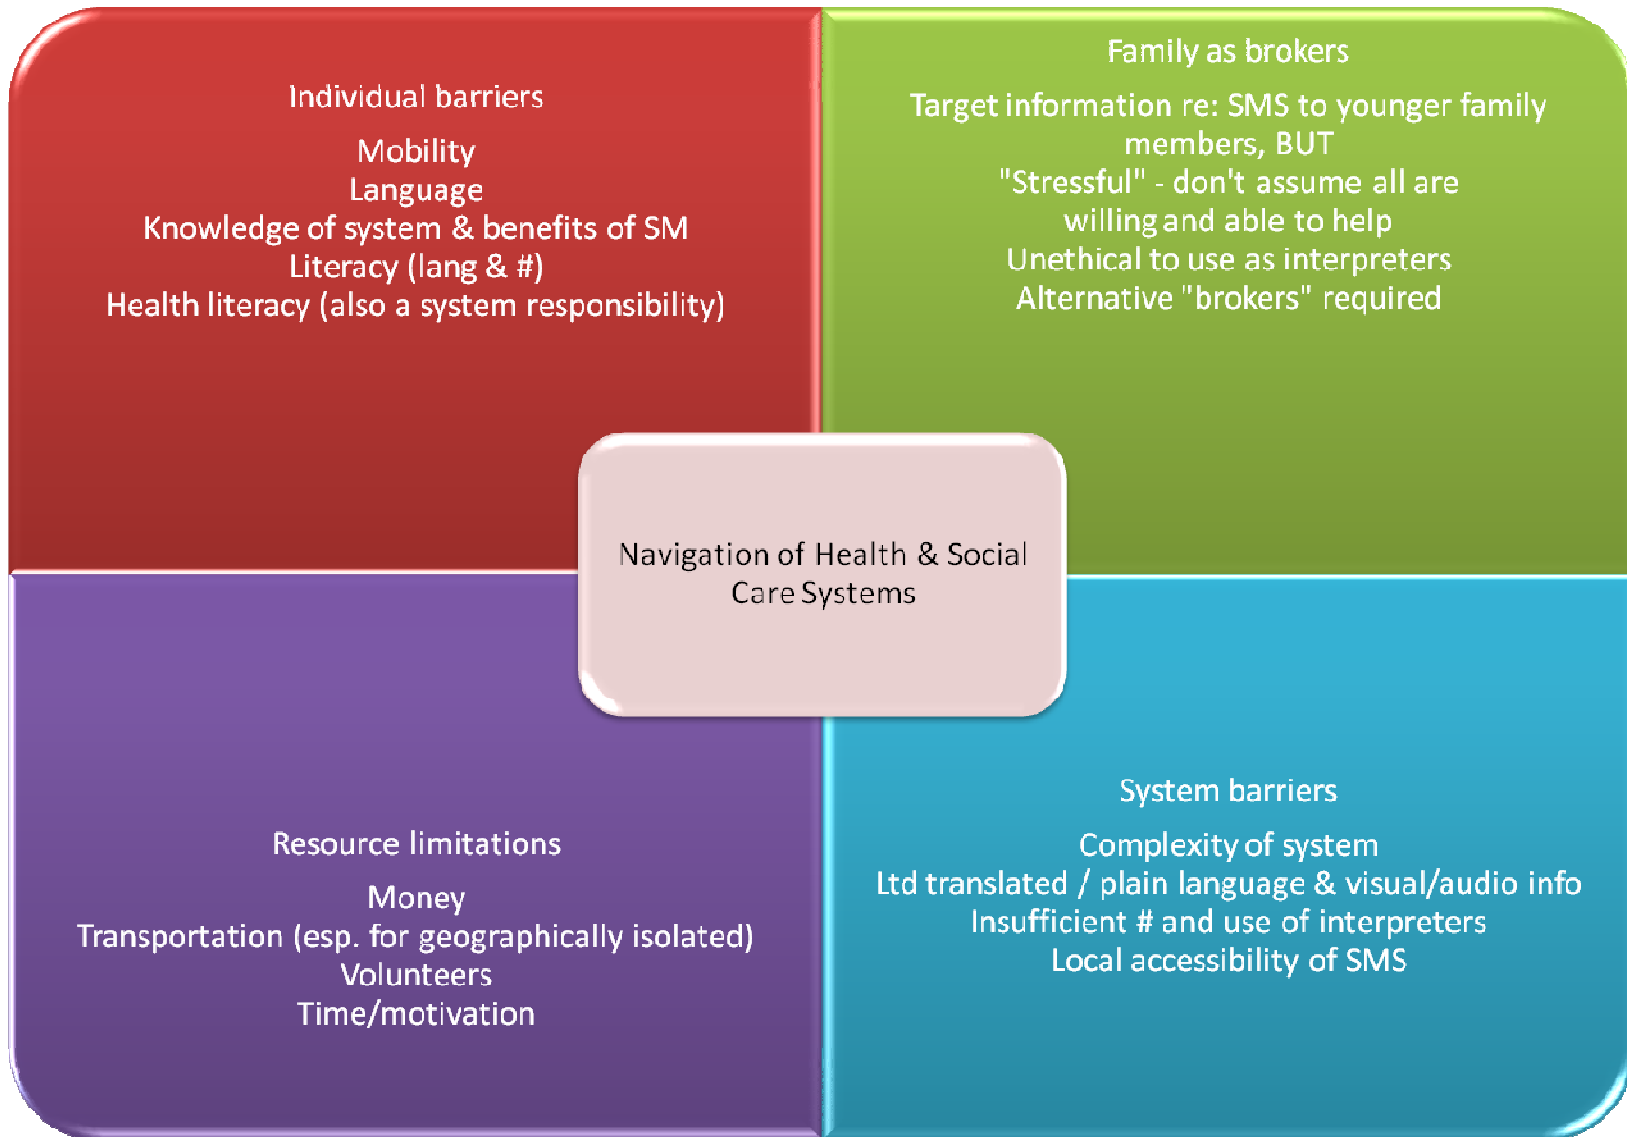 Individual barriers
Mobility
Language
Knowledge of system & benefits of SM
Literacy (lang & #)
Health literacy (also a system responsibility)
Family as brokers
Target information re: SMS to younger family
members, BUT
"Stressful" - don't assume all are
willing and able to help
Unethical to use as interpreters
Alternative "brokers" required
Navigation of Health & Social
Care Systems
Resource limitations
Money
Transportation (esp. for geographically isolated)
Volunteers
Time/motivation
System barriers
Complexity of system
Ltd translated / plain language & visual/audio info
Insufficient # and use of interpreters
Local accessibility of SMS